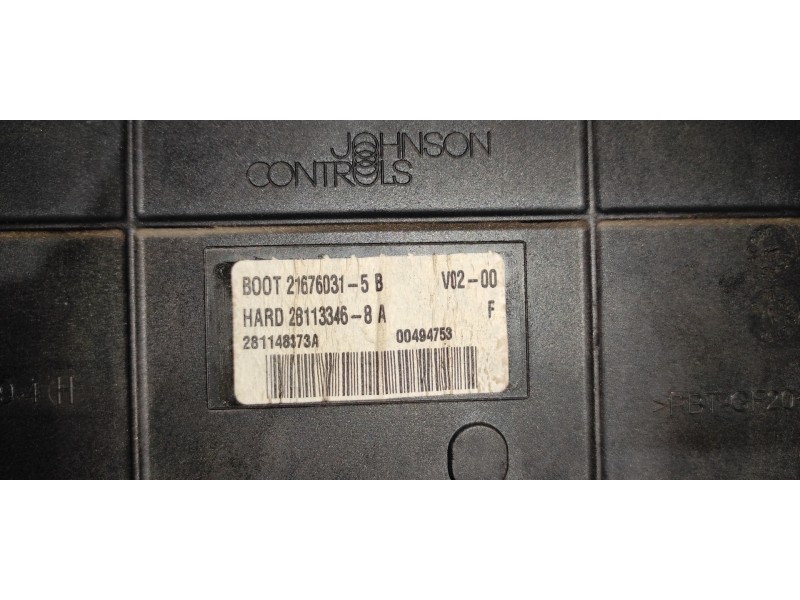 JOHNSON
CONTROLS
BOOT 21676031-5 B V02-00
HARD 28113346-8 A F
281148373A 00494753